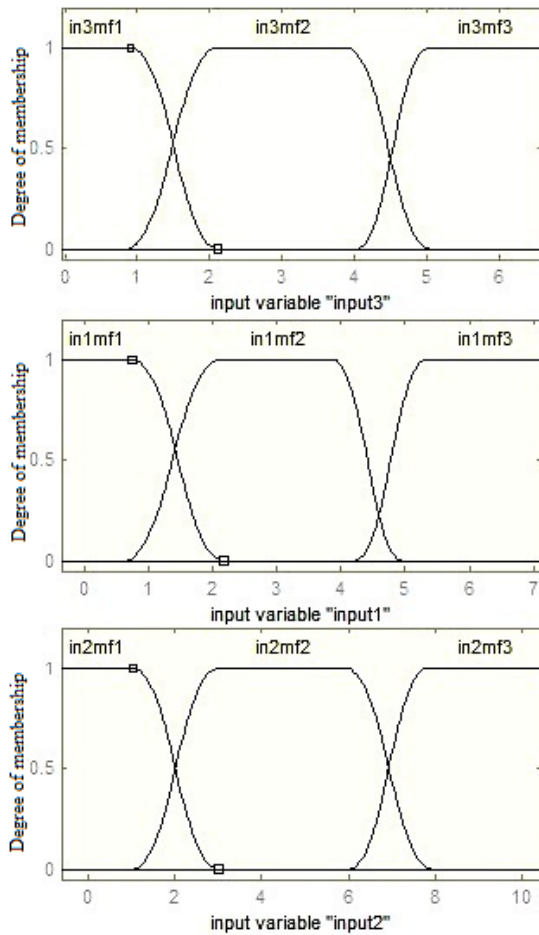 in3mf1 in3mf2 in3mf3
Degree of membership
1
0.5
0
0 1 2 3 4 5 6
input variable "input3"
in1mf1 in1mf2 in1mf3
Degree of membership
1
0.5
0
0 1 2 3 4 5 6 7
input variable "input1"
in2mf1 in2mf2 in2mf3
Degree of membership
1
0.5
0
0 2 4 6 8 10
input variable "input2"